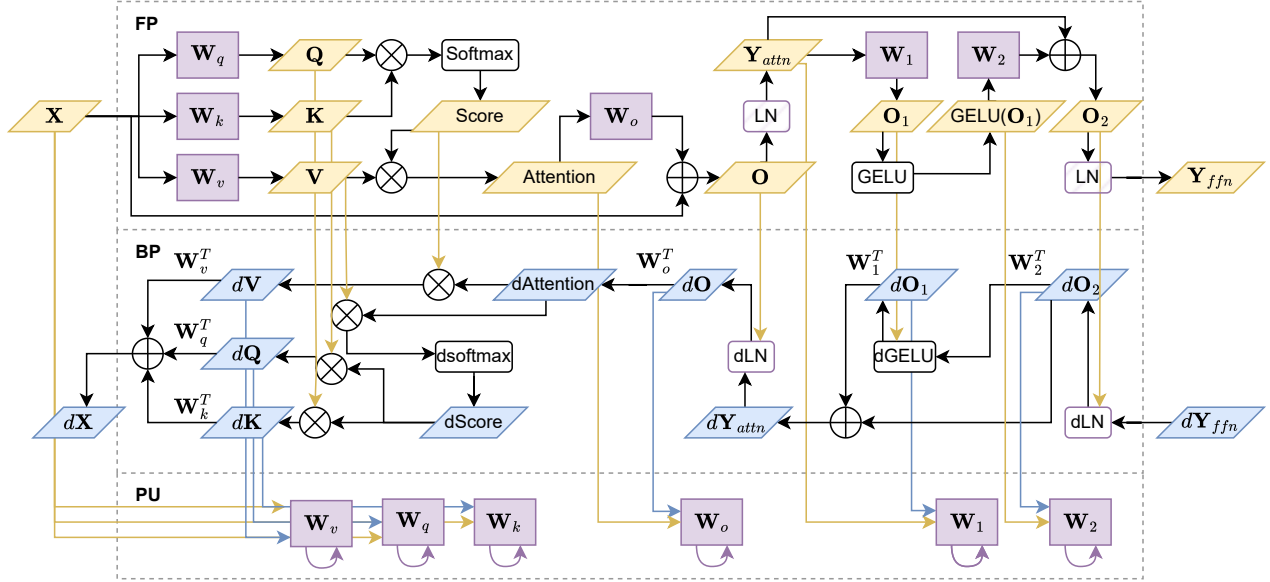 FP
X
W_q
Q
Softmax
Y_attn
W_1
W_2
W_k
K
Score
W_o
LN
O_1
GELU(O_1)
O_2
W_v
V
Attention
O
GELU
LN
Y_ffn
BP
W_v^T
dV
dAttention
W_o^T
dO
W_1^T
dO_1
W_2^T
dO_2
W_q^T
dQ
dsoftmax
dLN
dGELU
dX
W_k^T
dK
dScore
dY_attn
dLN
dY_ffn
PU
W_v
W_q
W_k
W_o
W_1
W_2